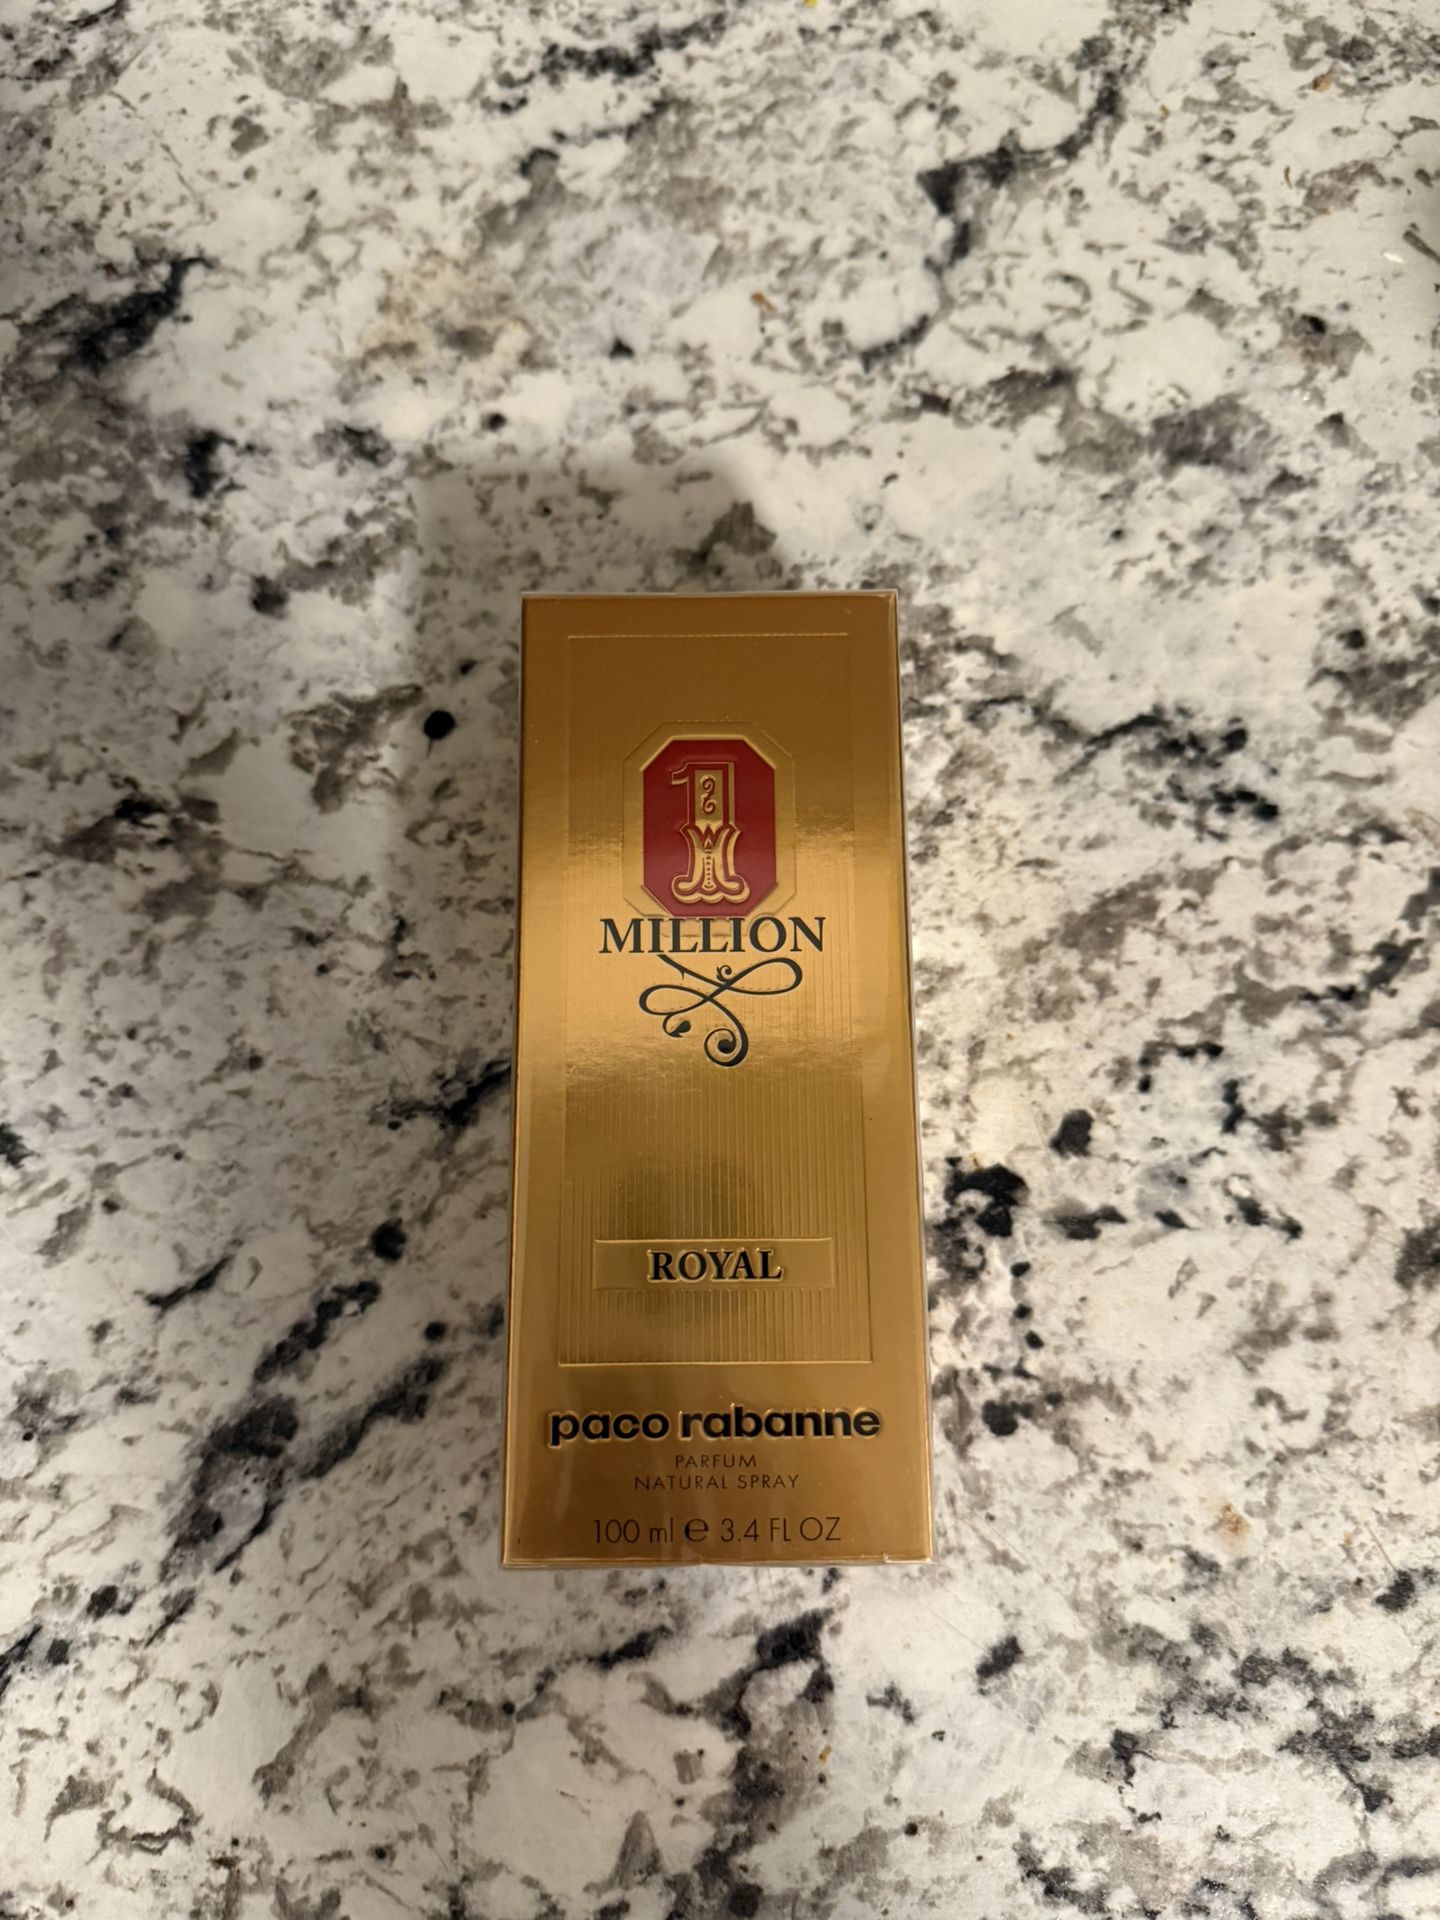 1
MILLION
ROYAL
paco rabanne
PARFUM
NATURAL SPRAY
100 ml ℮ 3.4 FL OZ